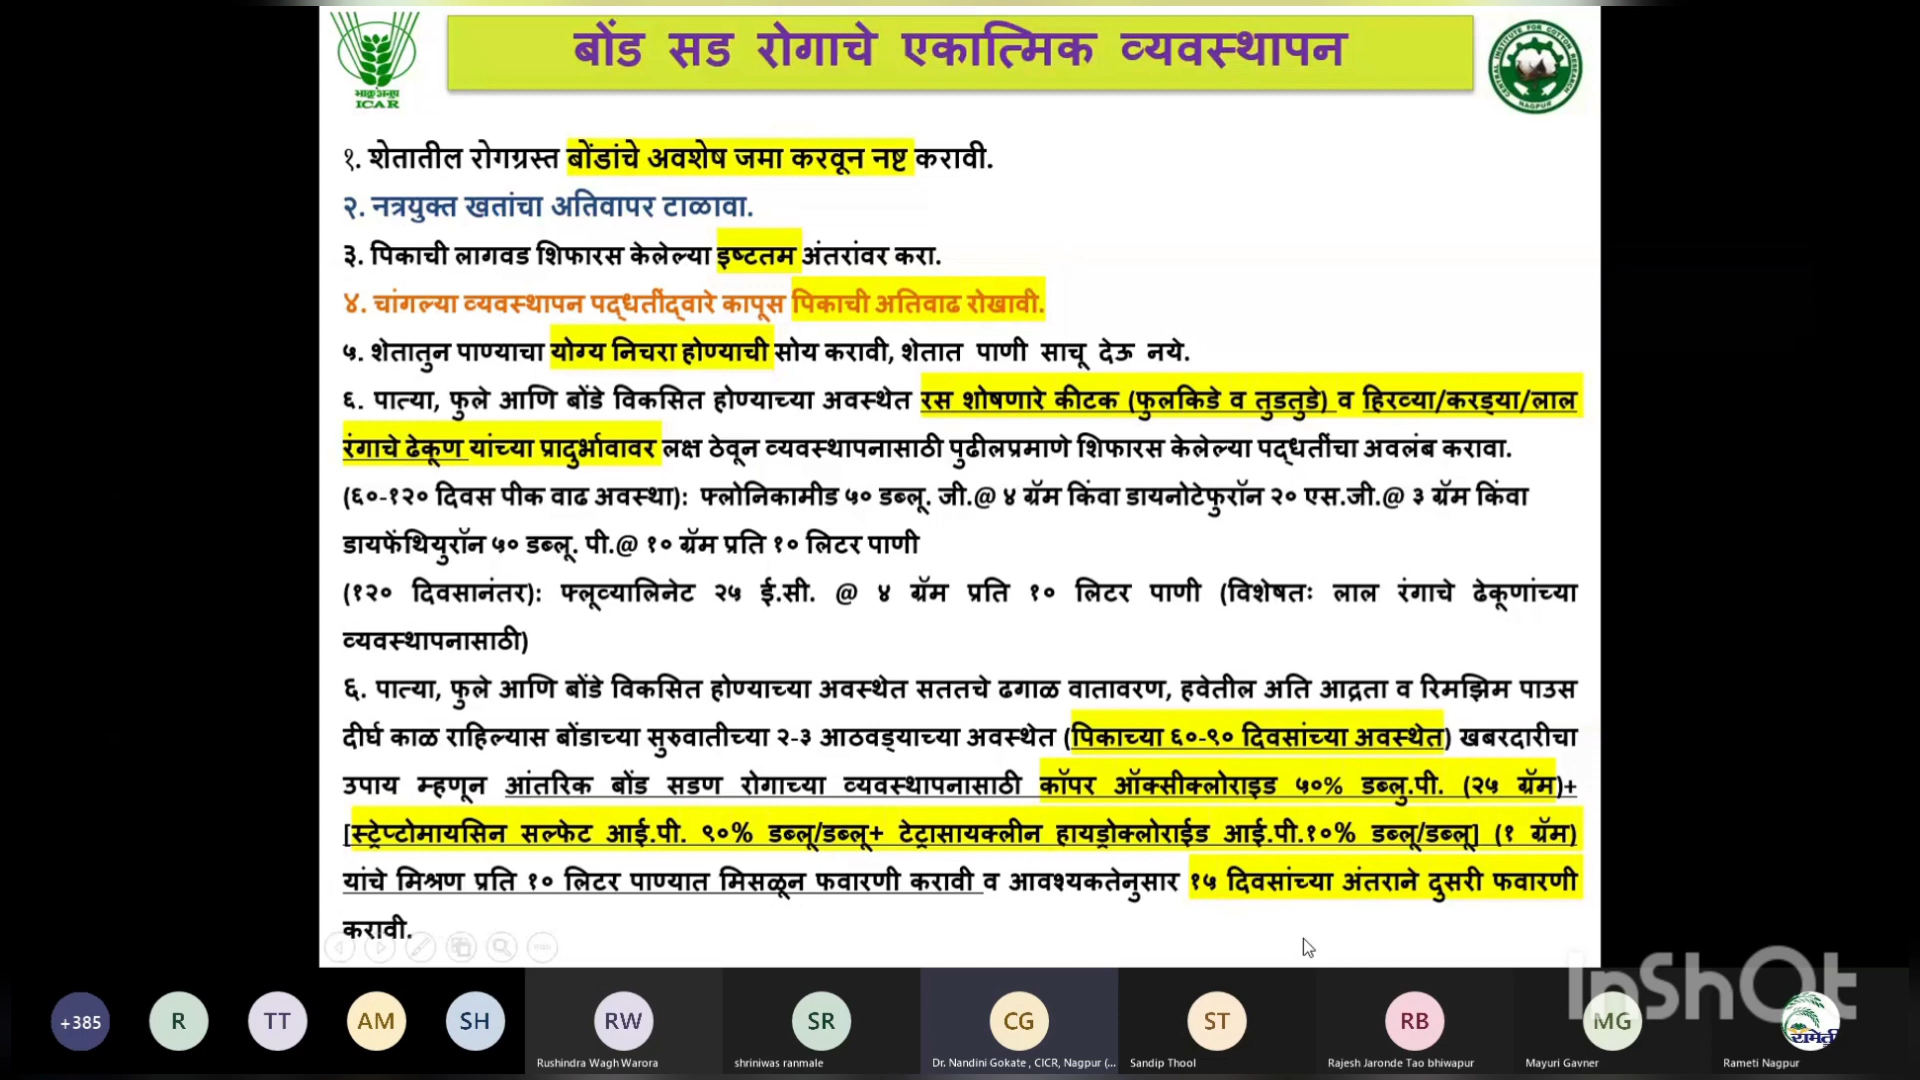 बोंड सड रोगाचे एकात्मिक व्यवस्थापन
भाकृअनुप
ICAR
CENTRAL INSTITUTE FOR COTTON RESEARCH
NAGPUR
१. शेतातील रोगग्रस्त बोंडांचे अवशेष जमा करवून नष्ट करावी.
२. नत्रयुक्त खतांचा अतिवापर टाळावा.
३. पिकाची लागवड शिफारस केलेल्या इष्टतम अंतरांवर करा.
४. चांगल्या व्यवस्थापन पद्धतींद्वारे कापूस पिकाची अतिवाढ रोखावी.
५. शेतातुन पाण्याचा योग्य निचरा होण्याची सोय करावी, शेतात पाणी साचू देऊ नये.
६. पात्या, फुले आणि बोंडे विकसित होण्याच्या अवस्थेत रस शोषणारे कीटक (फुलकिडे व तुडतुडे) व हिरव्या/करड्या/लाल
रंगाचे ढेकूण यांच्या प्रादुर्भावावर लक्ष ठेवून व्यवस्थापनासाठी पुढीलप्रमाणे शिफारस केलेल्या पद्धतींचा अवलंब करावा.
(६०-१२० दिवस पीक वाढ अवस्था): फ्लोनिकामीड ५० डब्लू. जी.@ ४ ग्रॅम किंवा डायनोटेफुरॉन २० एस.जी.@ ३ ग्रॅम किंवा
डायफेंथियुरॉन ५० डब्लू. पी.@ १० ग्रॅम प्रति १० लिटर पाणी
(१२० दिवसानंतर): फ्लूव्यालिनेट २५ ई.सी. @ ४ ग्रॅम प्रति १० लिटर पाणी (विशेषतः लाल रंगाचे ढेकूणांच्या
व्यवस्थापनासाठी)
६. पात्या, फुले आणि बोंडे विकसित होण्याच्या अवस्थेत सततचे ढगाळ वातावरण, हवेतील अति आद्रता व रिमझिम पाउस
दीर्घ काळ राहिल्यास बोंडाच्या सुरुवातीच्या २-३ आठवड्याच्या अवस्थेत (पिकाच्या ६०-९० दिवसांच्या अवस्थेत) खबरदारीचा
उपाय म्हणून आंतरिक बोंड सडण रोगाच्या व्यवस्थापनासाठी कॉपर ऑक्सीक्लोराइड ५०% डब्लु.पी. (२५ ग्रॅम)+
[स्ट्रेप्टोमायसिन सल्फेट आई.पी. ९०% डब्लू/डब्लू+ टेट्रासायक्लीन हायड्रोक्लोराईड आई.पी.१०% डब्लू/डब्लू] (१ ग्रॅम)
यांचे मिश्रण प्रति १० लिटर पाण्यात मिसळून फवारणी करावी व आवश्यकतेनुसार १५ दिवसांच्या अंतराने दुसरी फवारणी
करावी.
InShOt
+385
R
TT
AM
SH
RW
SR
CG
ST
RB
MG
रामेती
Rushindra Wagh Warora
shriniwas ranmale
Dr. Nandini Gokate , CICR, Nagpur (...
Sandip Thool
Rajesh Jaronde Tao bhiwapur
Mayuri Gavner
Rameti Nagpur